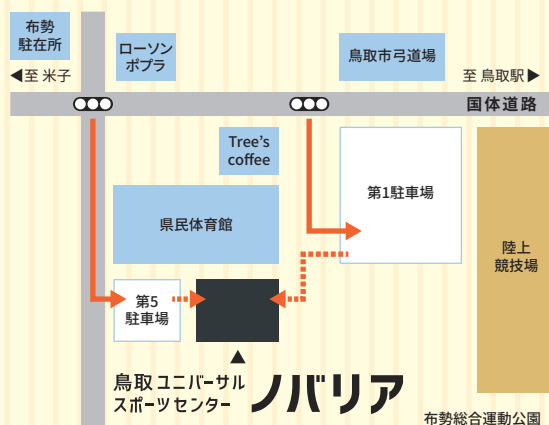 布勢
駐在所
ローソン
ポプラ
鳥取市弓道場
◀至 米子
至 鳥取駅▶
国体道路
Tree's
coffee
第1駐車場
県民体育館
陸上
競技場
第5
駐車場
鳥取 ユニバーサル
スポーツ センター
ノバリア
布勢総合運動公園